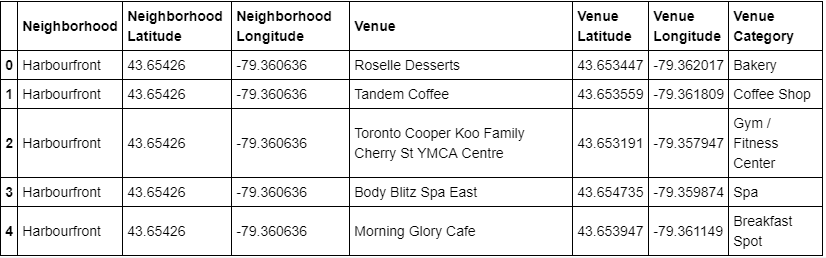 Neighborhood Neighborhood Latitude Neighborhood Longitude Venue Venue Latitude Venue Longitude Venue Category
0 Harbourfront 43.65426 -79.360636 Roselle Desserts 43.653447 -79.362017 Bakery
1 Harbourfront 43.65426 -79.360636 Tandem Coffee 43.653559 -79.361809 Coffee Shop
2 Harbourfront 43.65426 -79.360636 Toronto Cooper Koo Family Cherry St YMCA Centre 43.653191 -79.357947 Gym / Fitness Center
3 Harbourfront 43.65426 -79.360636 Body Blitz Spa East 43.654735 -79.359874 Spa
4 Harbourfront 43.65426 -79.360636 Morning Glory Cafe 43.653947 -79.361149 Breakfast Spot